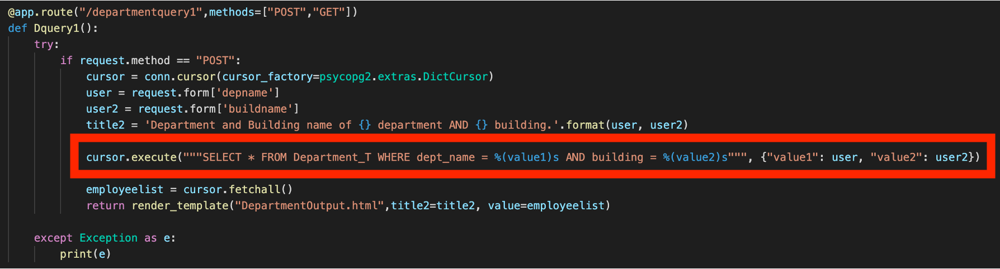 @app.route("/departmentquery1",methods=["POST","GET"])
def Dquery1():
    try:
        if request.method == "POST":
            cursor = conn.cursor(cursor_factory=psycopg2.extras.DictCursor)
            user = request.form['depname']
            user2 = request.form['buildname']
            title2 = 'Department and Building name of {} department AND {} building.'.format(user, user2)
            cursor.execute("""SELECT * FROM Department_T WHERE dept_name = %(value1)s AND building = %(value2)s""", {"value1": user, "value2": user2})
            employeelist = cursor.fetchall()
            return render_template("DepartmentOutput.html",title2=title2, value=employeelist)
    except Exception as e:
        print(e)